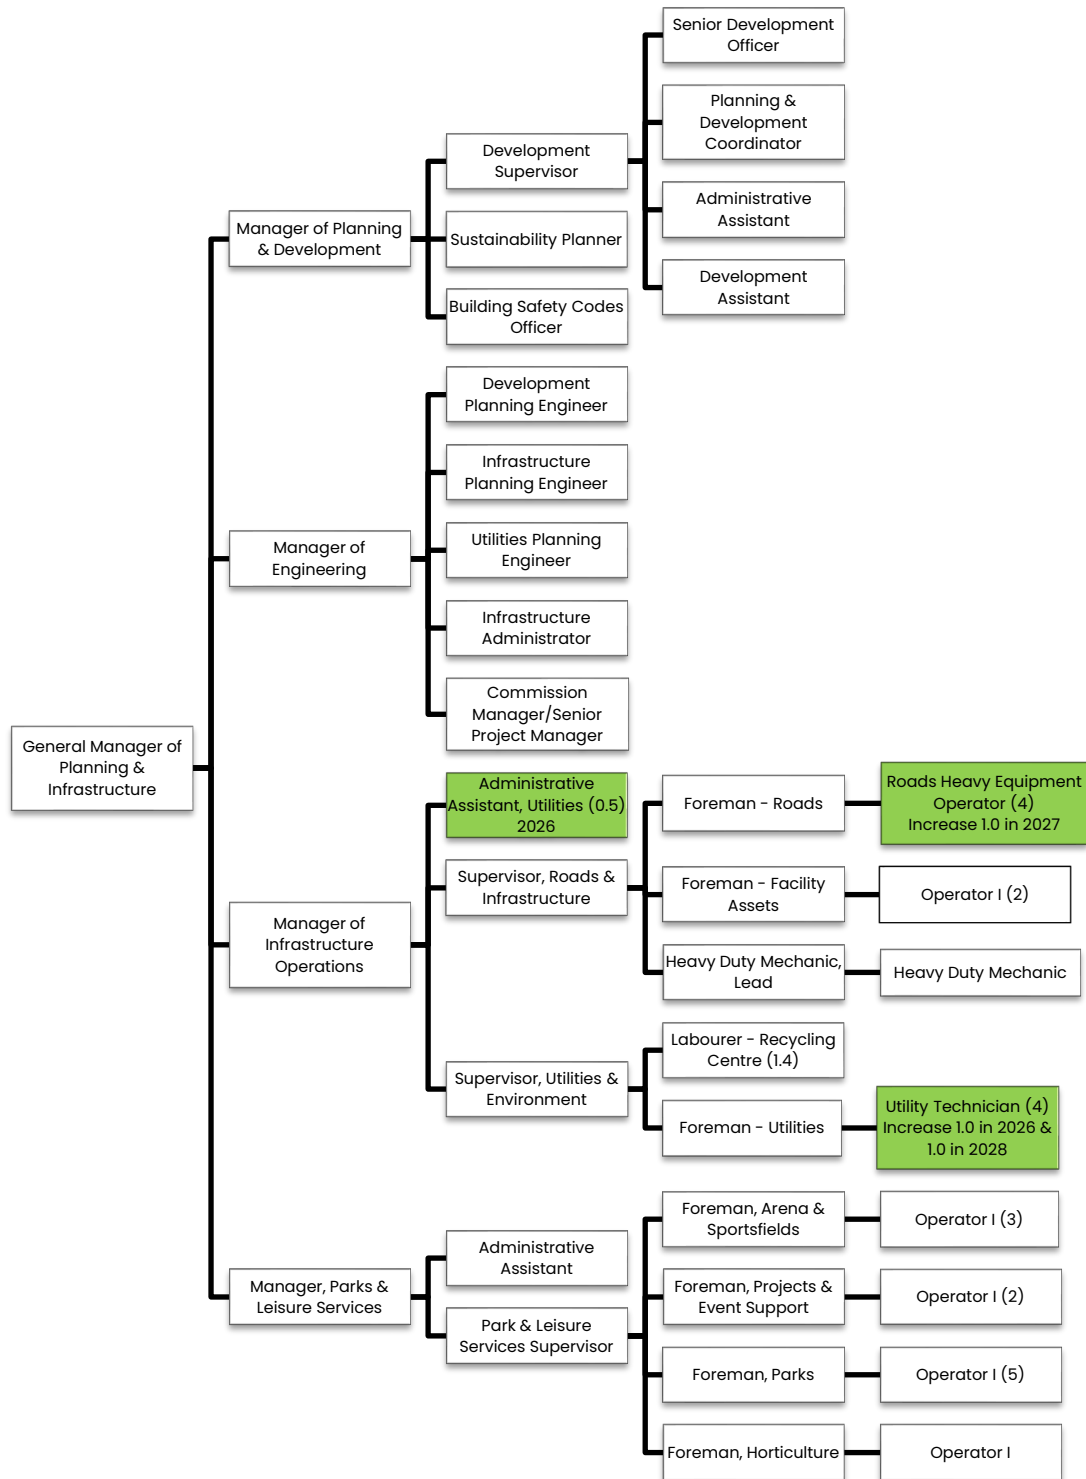 Senior Development
Officer
Planning &
Development
Coordinator
Development
Supervisor
Administrative
Assistant
Manager of Planning
& Development
Sustainability Planner
Development
Assistant
Building Safety Codes
Officer
Development
Planning Engineer
Infrastructure
Planning Engineer
Manager of
Engineering
Utilities Planning
Engineer
Infrastructure
Administrator
Commission
Manager/Senior
Project Manager
General Manager of
Planning &
Infrastructure
Administrative
Assistant, Utilities (0.5)
2026
Foreman - Roads
Roads Heavy Equipment
Operator (4)
Increase 1.0 in 2027
Supervisor, Roads &
Infrastructure
Foreman - Facility
Assets
Operator I (2)
Manager of
Infrastructure
Operations
Heavy Duty Mechanic,
Lead
Heavy Duty Mechanic
Labourer - Recycling
Centre (1.4)
Supervisor, Utilities &
Environment
Foreman - Utilities
Utility Technician (4)
Increase 1.0 in 2026 &
1.0 in 2028
Foreman, Arena &
Sportsfields
Operator I (3)
Administrative
Assistant
Manager, Parks &
Leisure Services
Foreman, Projects &
Event Support
Operator I (2)
Park & Leisure
Services Supervisor
Foreman, Parks
Operator I (5)
Foreman, Horticulture
Operator I